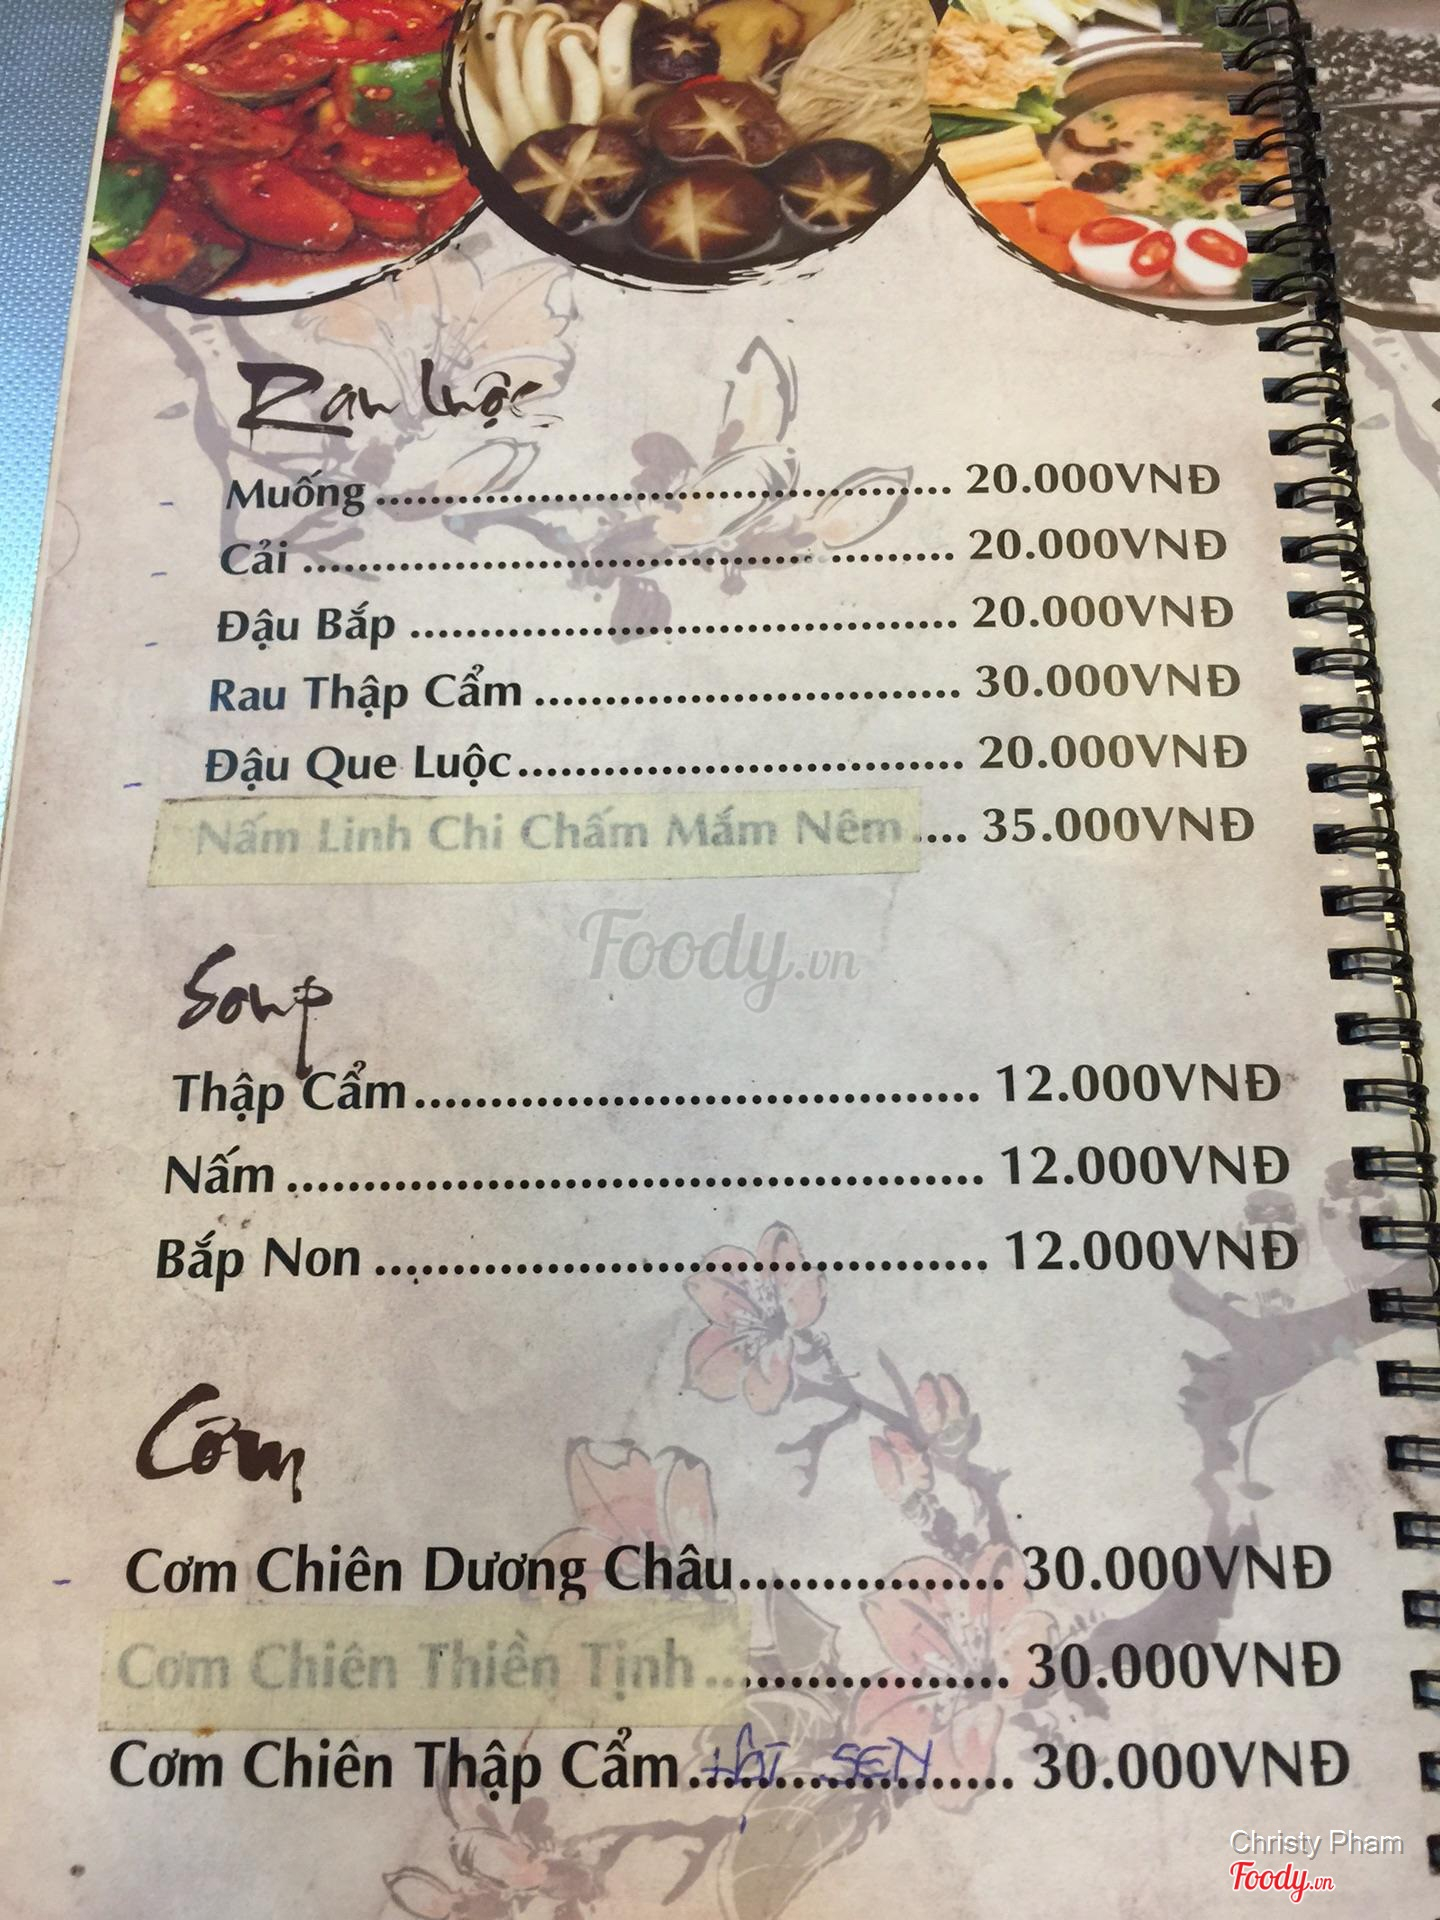 Rau luộc
Muống ........ 20.000VNĐ
Cải ........ 20.000VNĐ
Đậu Bắp ........ 20.000VNĐ
Rau Thập Cẩm ........ 30.000VNĐ
Đậu Que Luộc ........ 20.000VNĐ
Nấm Linh Chi Chấm Mắm Nêm .... 35.000VNĐ
Foody.vn
Soup
Thập Cẩm ........ 12.000VNĐ
Nấm ........ 12.000VNĐ
Bắp Non ........ 12.000VNĐ
Cơm
Cơm Chiên Dương Châu ........ 30.000VNĐ
Cơm Chiên Thiền Tịnh ........ 30.000VNĐ
Cơm Chiên Thập Cẩm HỘT SEN ........ 30.000VNĐ
Christy Pham
Foody.vn